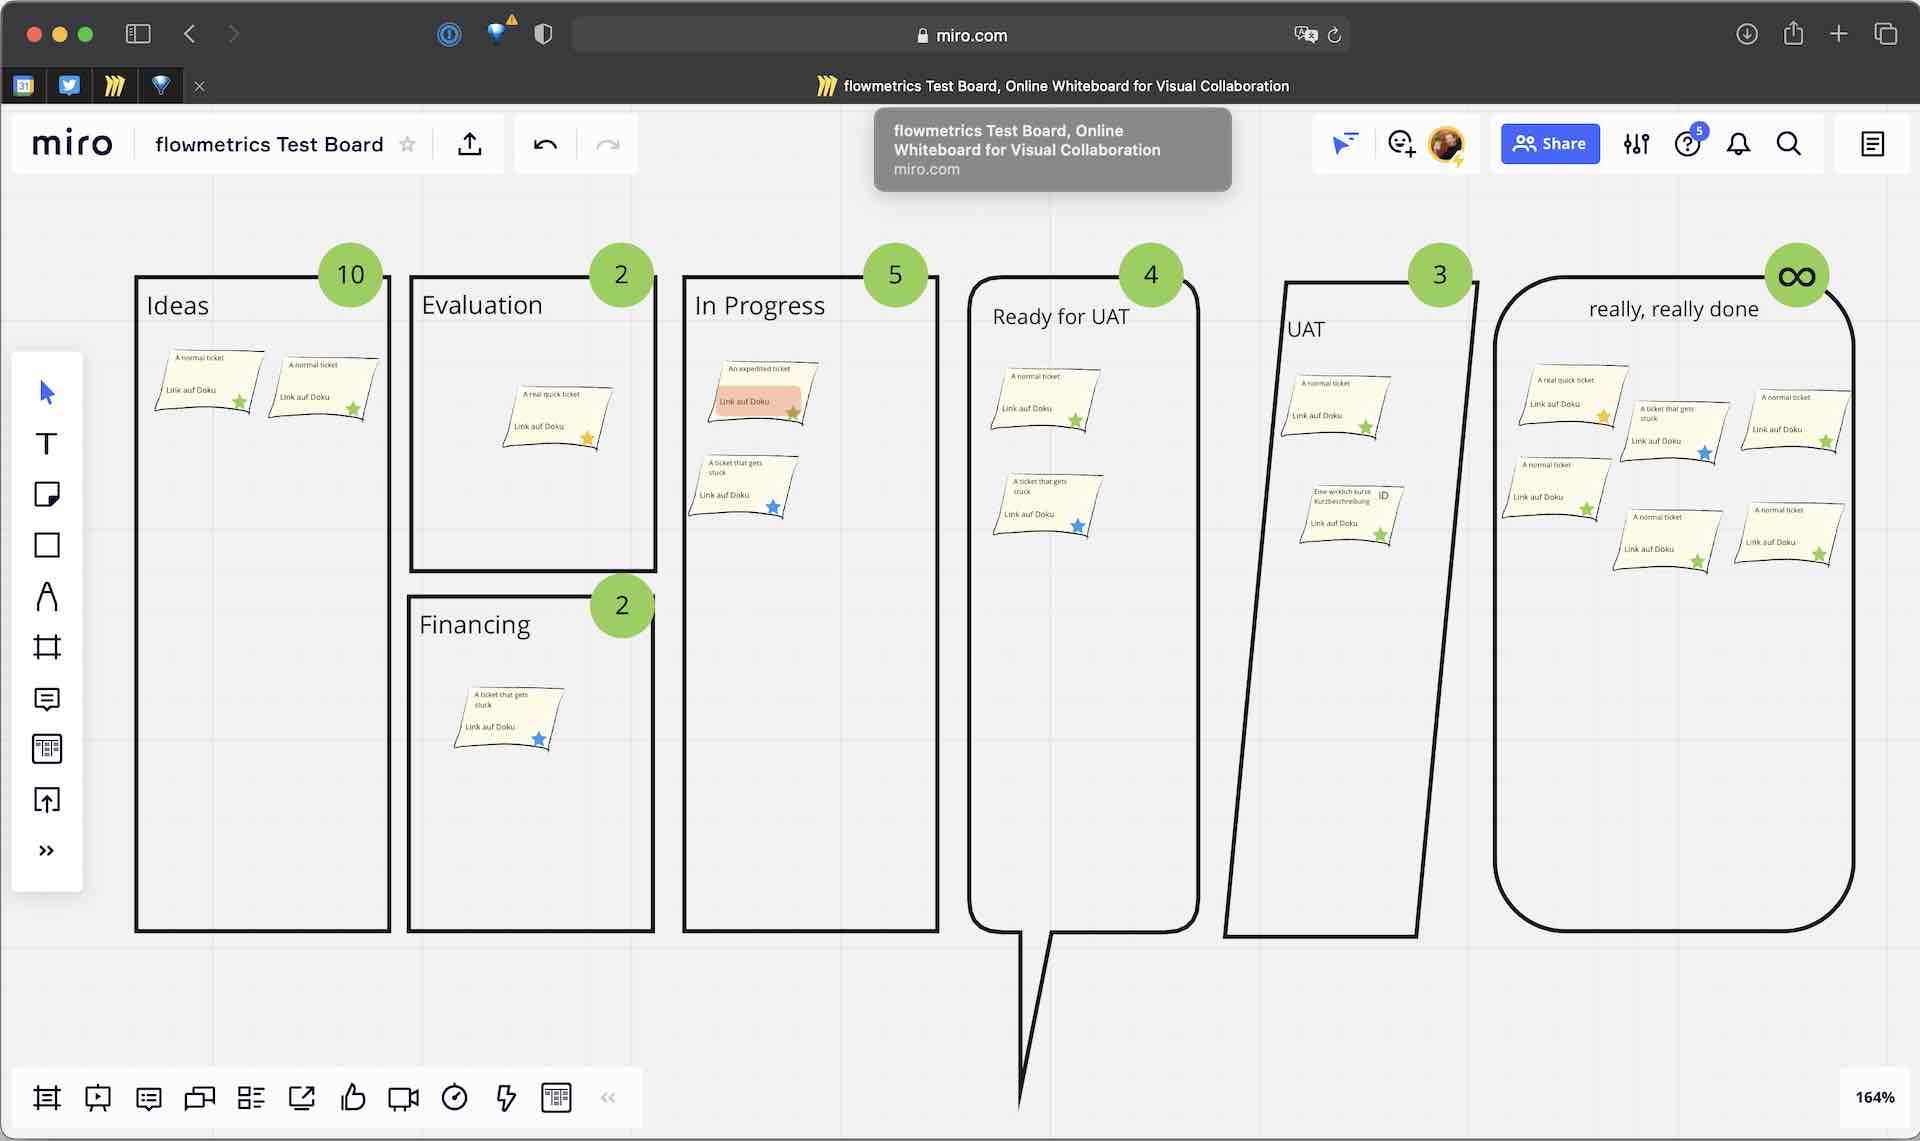 miro.com
31
flowmetrics Test Board, Online Whiteboard for Visual Collaboration
miro
flowmetrics Test Board
flowmetrics Test Board, Online
Whiteboard for Visual Collaboration
miro.com
Share
5
10
Ideas
A normal ticket
Link auf Doku
A normal ticket
Link auf Doku
2
Evaluation
A real quick ticket
Link auf Doku
2
Financing
A ticket that gets
stuck
Link auf Doku
5
In Progress
An expedited ticket
Link auf Doku
A ticket that gets
stuck
Link auf Doku
4
Ready for UAT
A normal ticket
Link auf Doku
A ticket that gets
stuck
Link auf Doku
3
UAT
A normal ticket
Link auf Doku
Eine wirklich kurze
Kurzbeschreibung
ID
Link auf Doku
∞
really, really done
A real quick ticket
Link auf Doku
A ticket that gets
stuck
Link auf Doku
A normal ticket
Link auf Doku
A normal ticket
Link auf Doku
A normal ticket
Link auf Doku
A normal ticket
Link auf Doku
164%